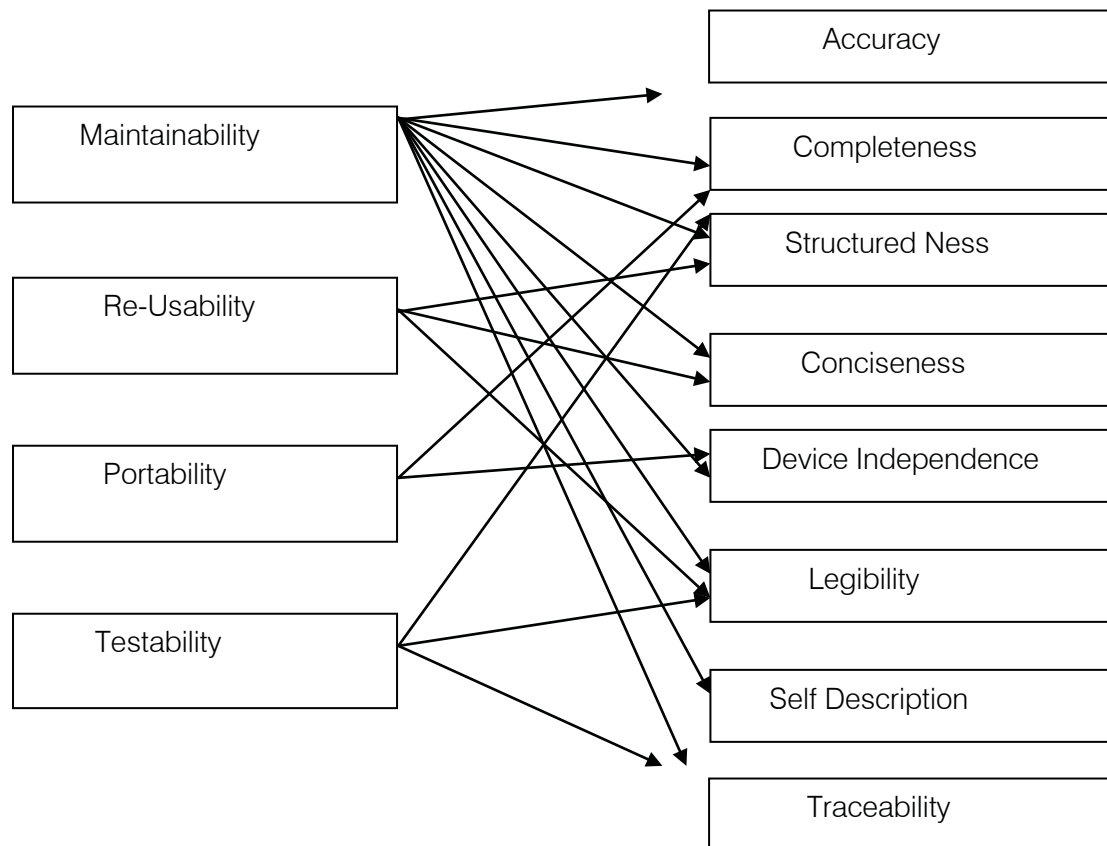 Maintainability
Re-Usability
Portability
Testability
Accuracy
Completeness
Structured Ness
Conciseness
Device Independence
Legibility
Self Description
Traceability